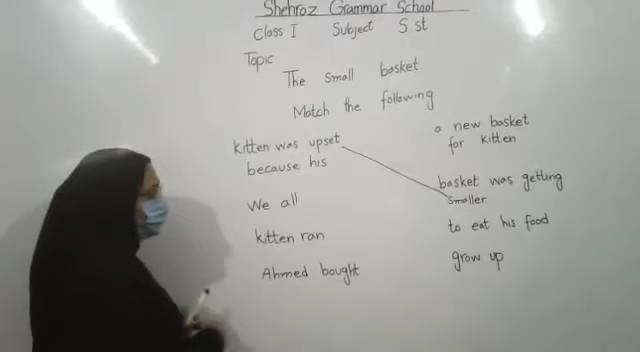 Shehroz Grammar School
Class I Subject S st
Topic
The small basket
Match the following
kitten was upset
because his
a new basket
for kitten
basket was getting
smaller
We all
to eat his food
kitten ran
grow up
Ahmed bought